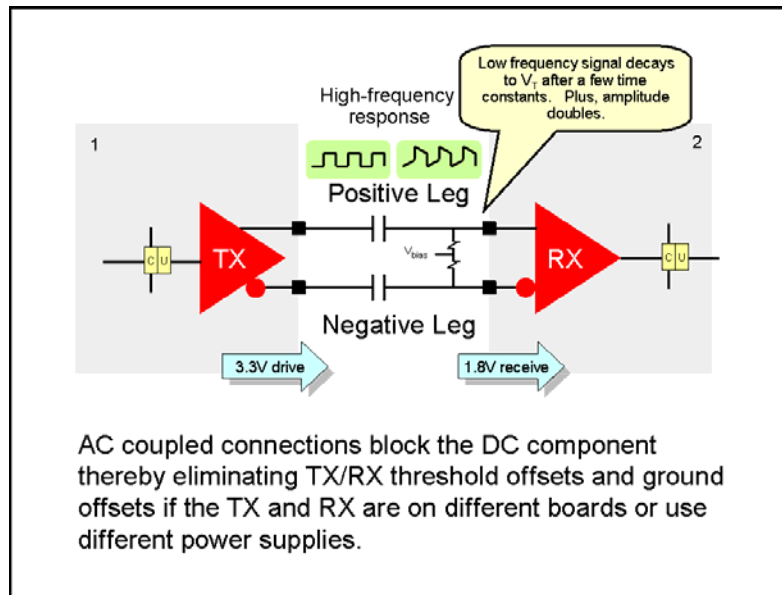 Low frequency signal decays
to VT after a few time
constants. Plus, amplitude
doubles.
High-frequency
response
1
2
Positive Leg
C U
TX
Vbias
RX
C U
Negative Leg
3.3V drive
1.8V receive
AC coupled connections block the DC component
thereby eliminating TX/RX threshold offsets and ground
offsets if the TX and RX are on different boards or use
different power supplies.